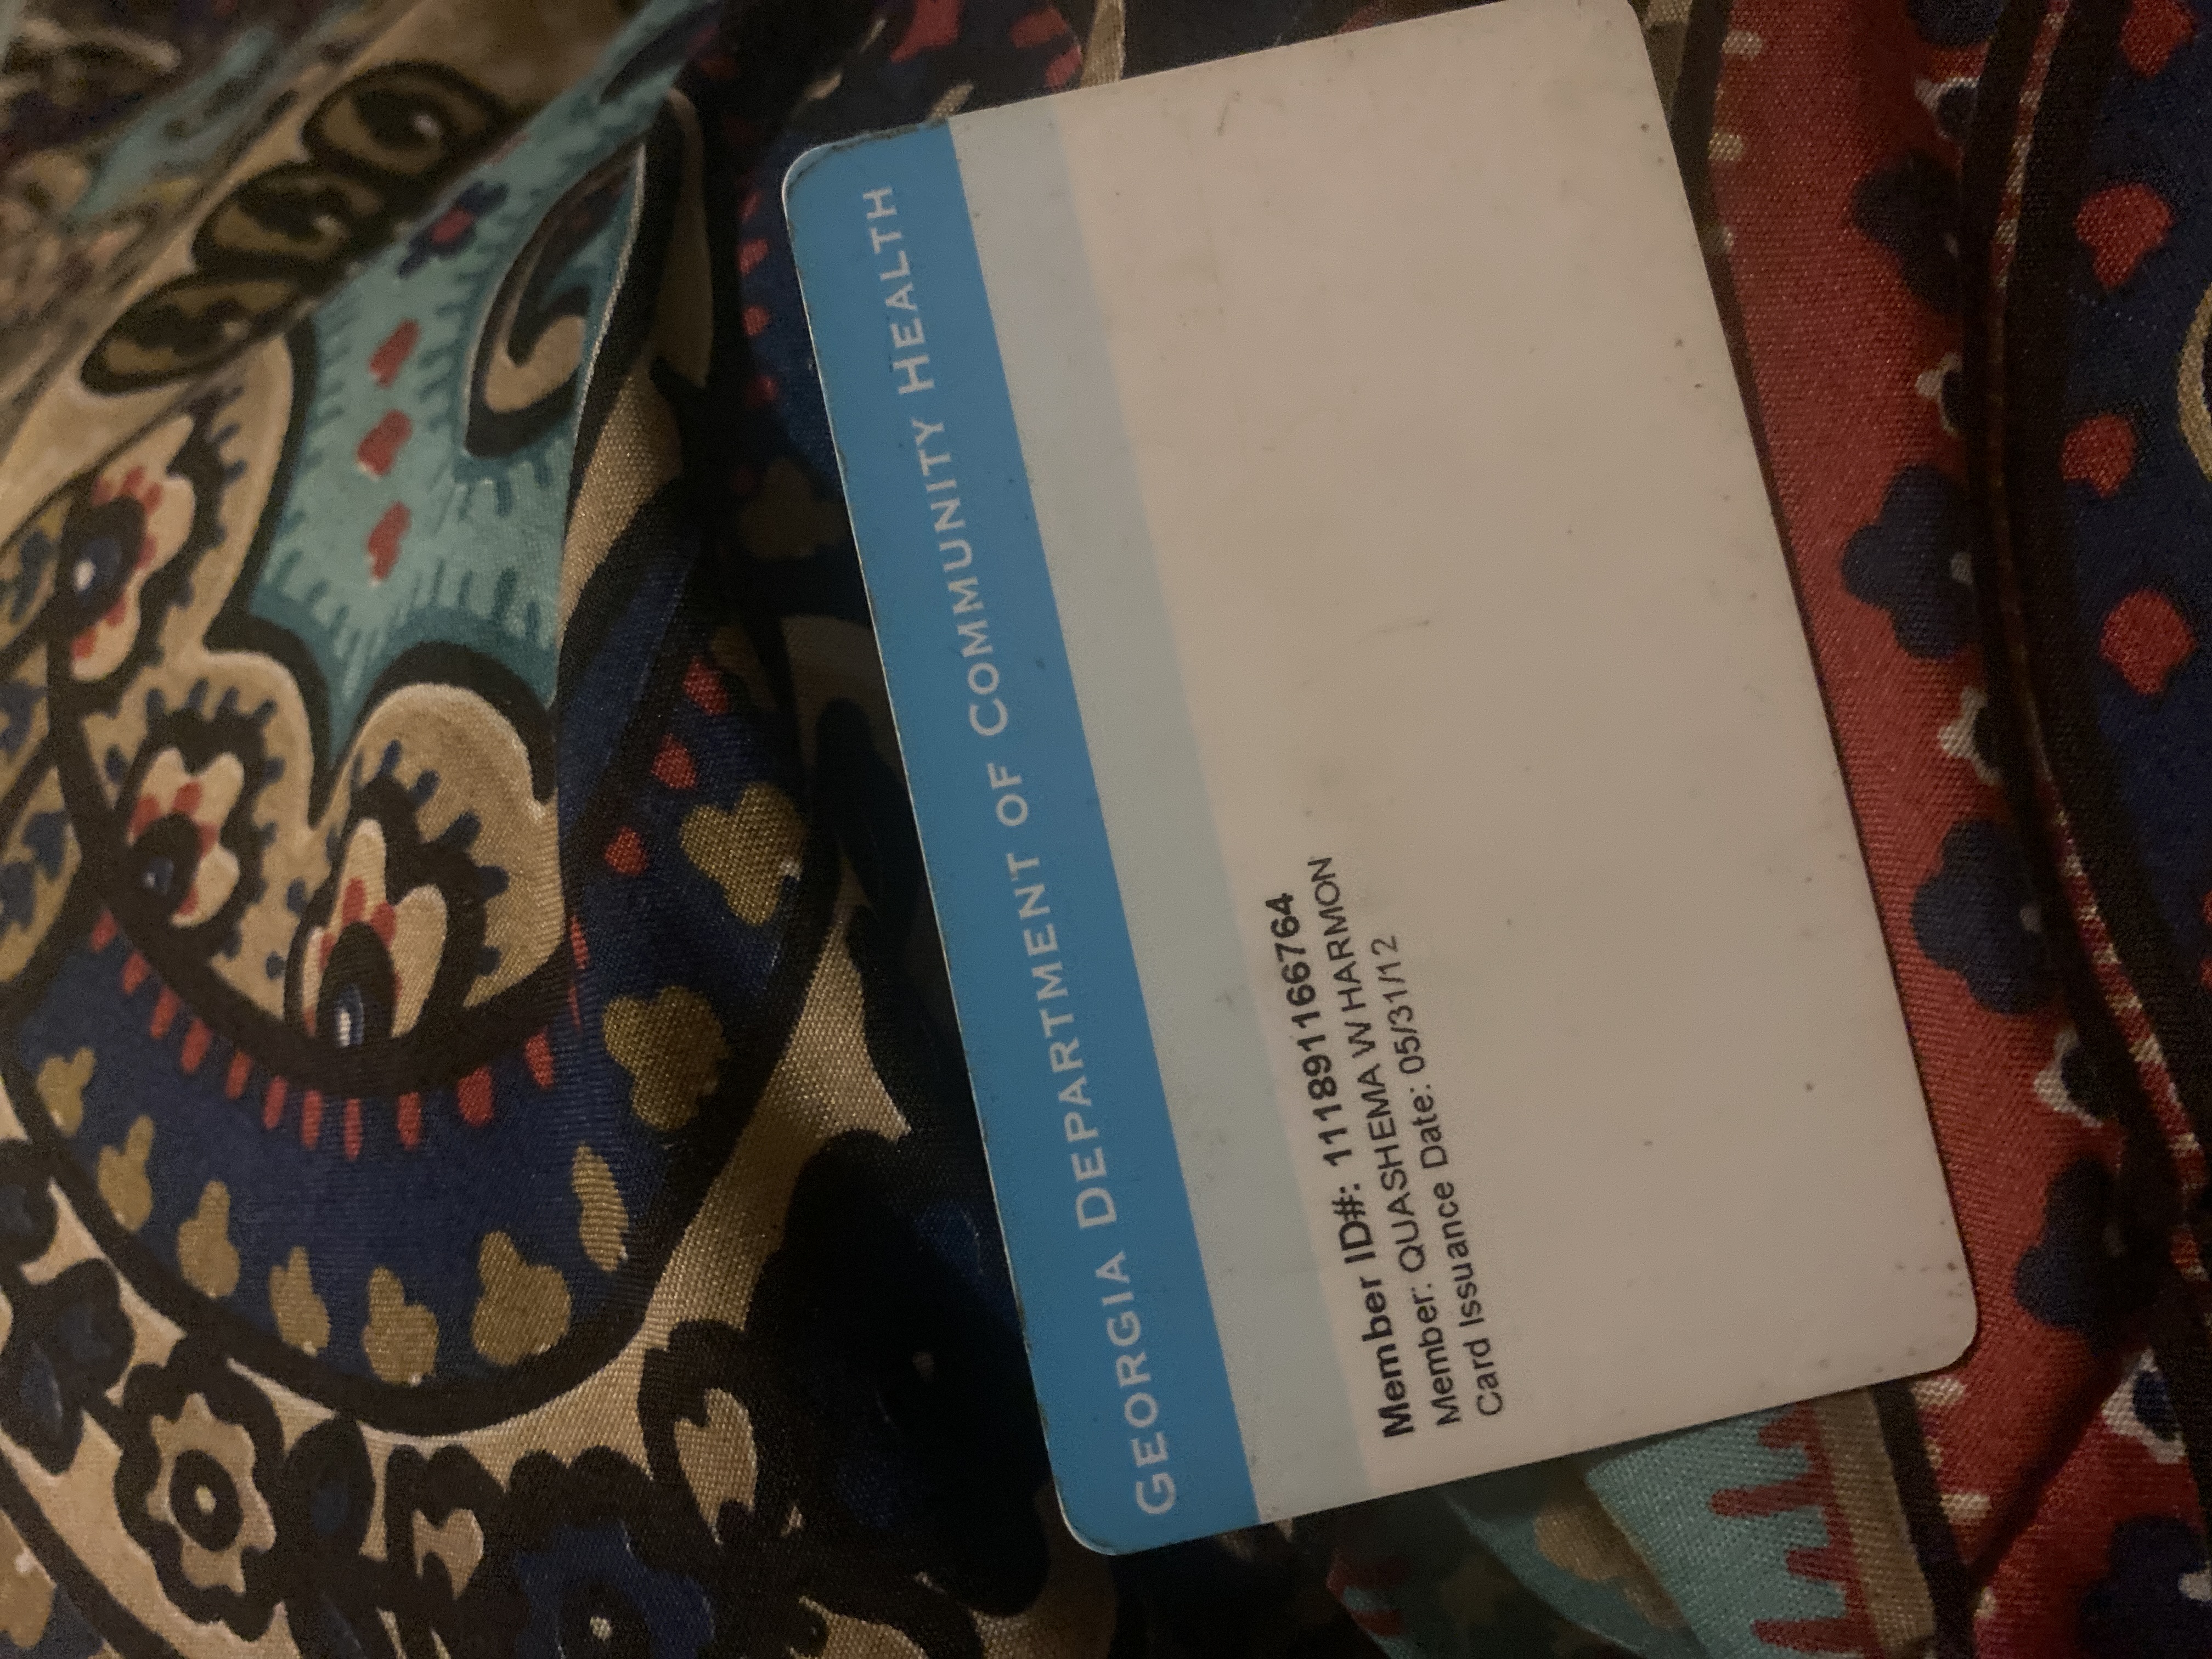 GEORGIA DEPARTMENT OF COMMUNITY HEALTH
Member ID#: 111891166764
Member: QUASHEMA W HARMON
Card Issuance Date: 05/31/12